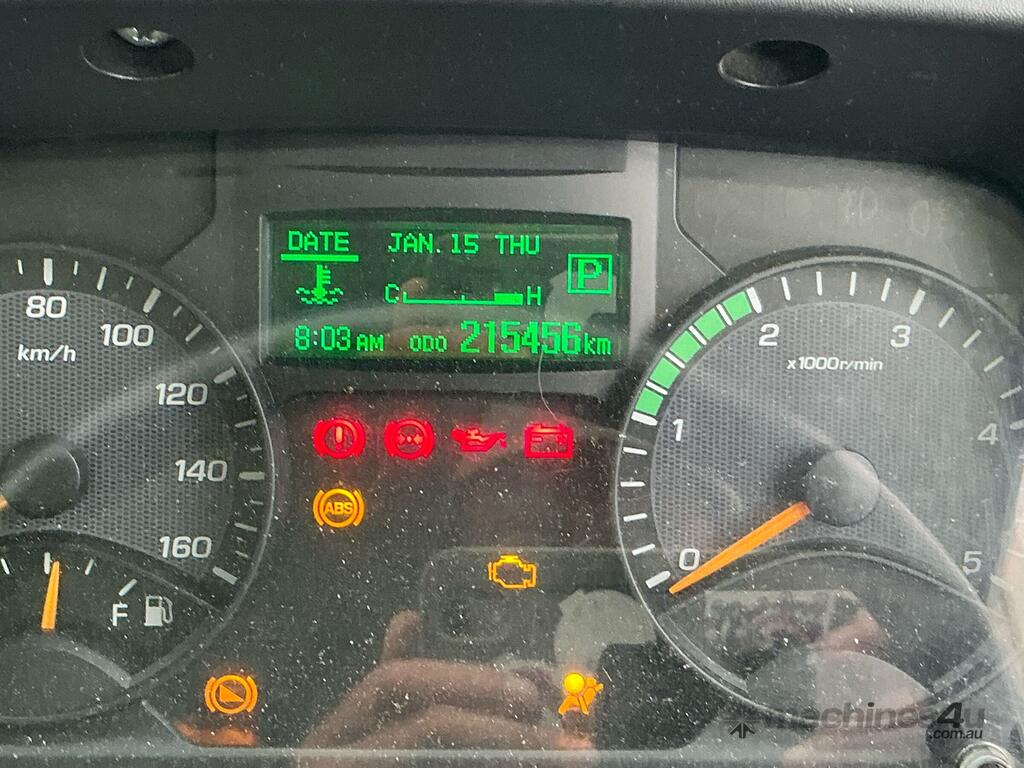 DATE JAN. 15 THU
P
C H
8:03 AM ODO 215456 km
80
100
km/h
120
140
160
F
ABS
0
1
2
3
4
5
x1000r/min
machines4u
.com.au